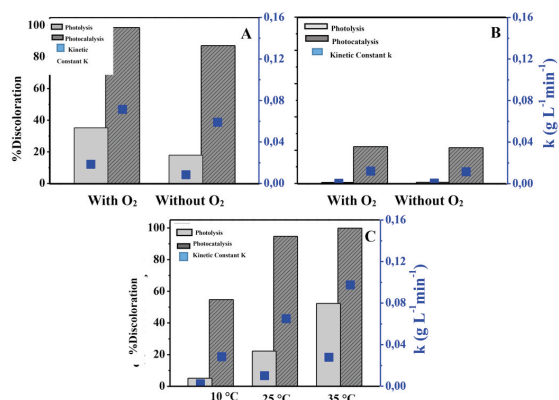 A
Photolysis
Photocatalysis
Kinetic
Constant K
%Discoloration
100
80
60
40
20
0
With O₂
Without O₂
0,16
0,12
0,08
0,04
0,00
k (g L⁻¹min⁻¹)
B
Photolysis
Photocatalysis
Kinetic Constant k
With O₂
Without O₂
0,16
0,12
0,08
0,04
0,00
k (g L⁻¹min⁻¹)
C
Photolysis
Photocatalysis
Kinetic Constant K
%Discoloration
100
80
60
40
20
0
10 °C
25 °C
35 °C
0,16
0,12
0,08
0,04
0,00
k (g L⁻¹min⁻¹)